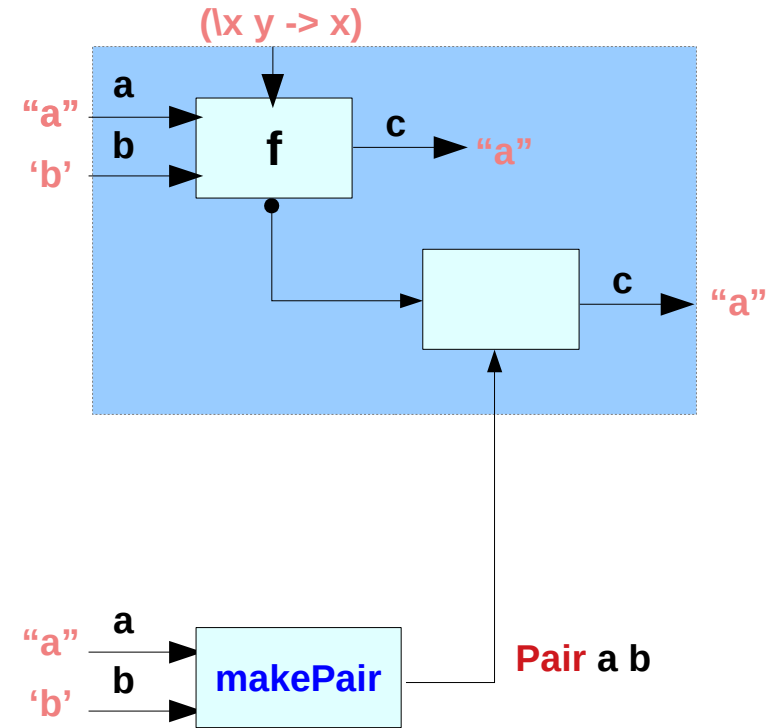 (\x y -> x)
a
“a”
b
‘b’
f
c
“a”
c
“a”
a
“a”
b
‘b’
makePair
Pair a b